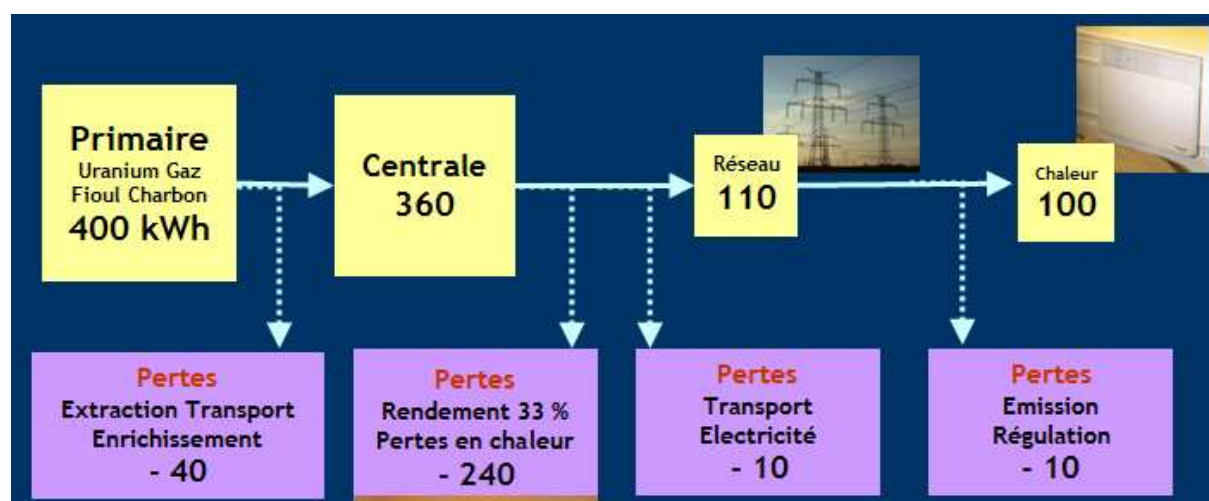 Primaire
Uranium Gaz
Fioul Charbon
400 kWh
Centrale
360
Réseau
110
Chaleur
100
Pertes
Extraction Transport
Enrichissement
- 40
Pertes
Rendement 33 %
Pertes en chaleur
- 240
Pertes
Transport
Electricité
- 10
Pertes
Emission
Régulation
- 10